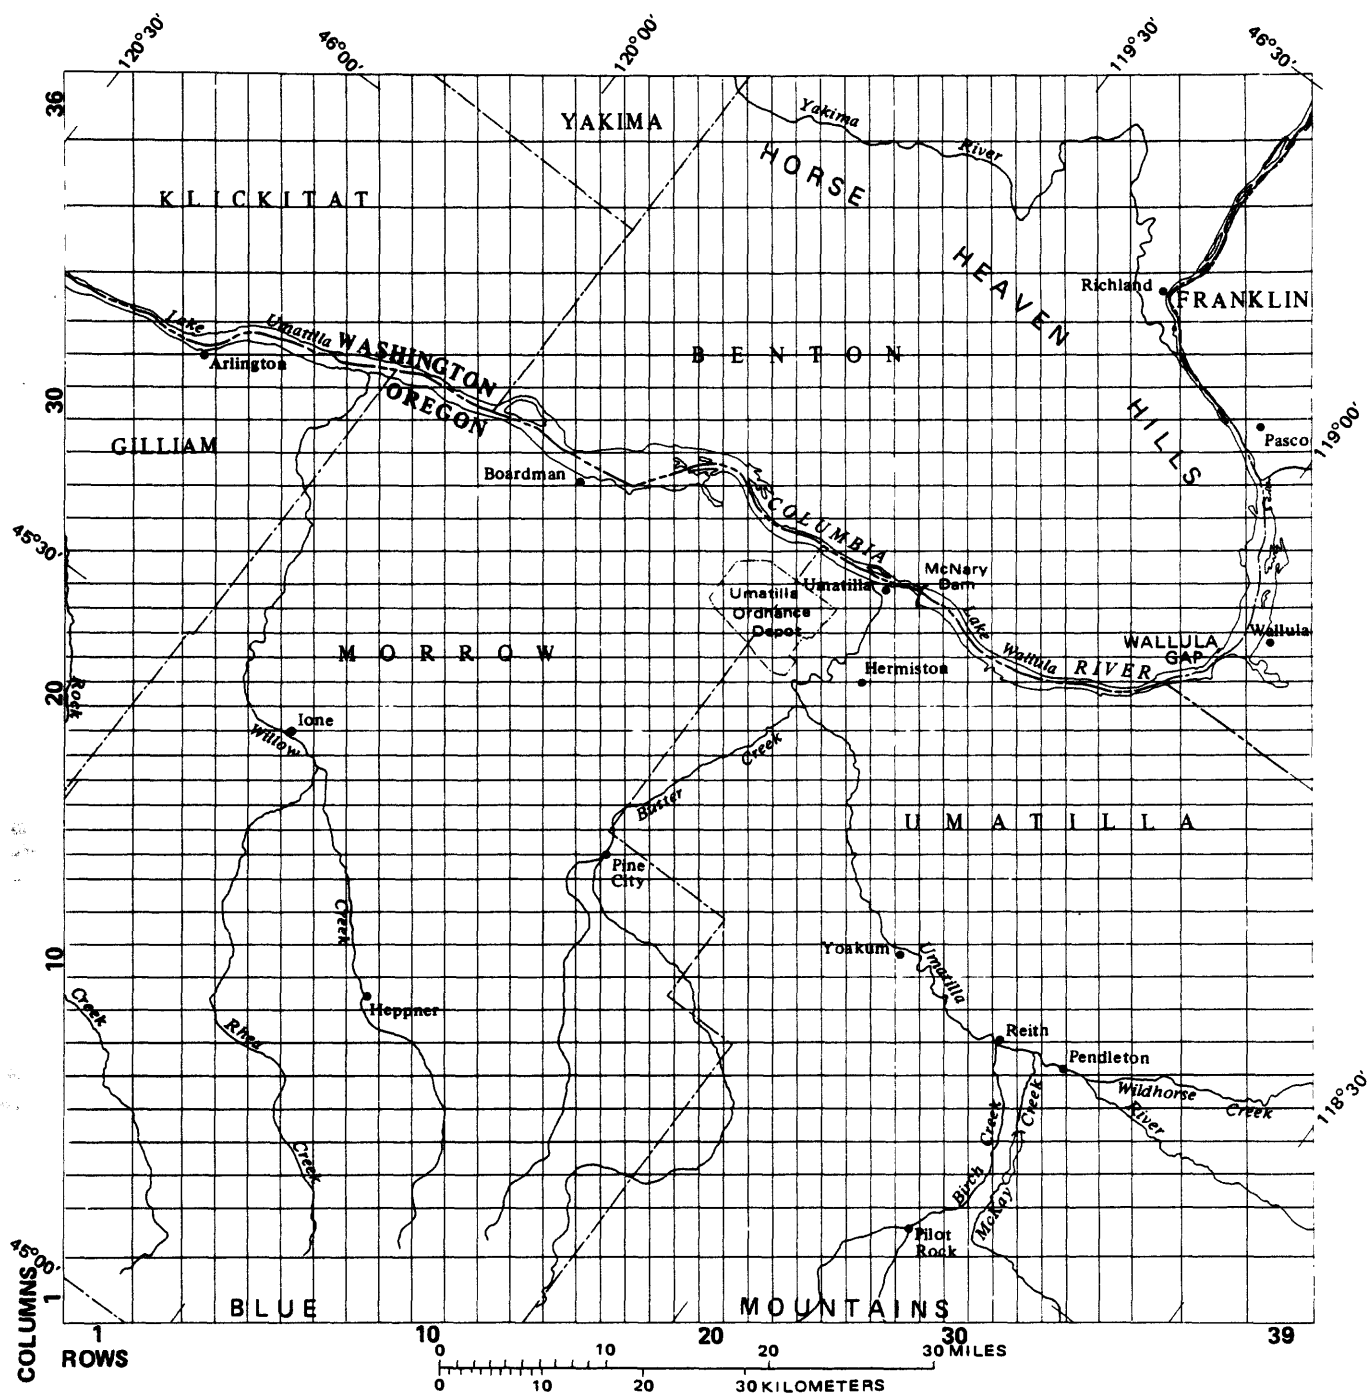 120°30'
46°00'
120°00'
119°30'
46°30'
36
YAKIMA
Yakima
River
HORSE
KLICKITAT
HEAVEN
Richland
FRANKLIN
Lake
Umatilla
WASHINGTON
BENTON
Arlington
OREGON
30
HILLS
119°00'
Pasco
GILLIAM
Boardman
COLUMBIA
45°30'
McNary
Dam
Umatilla
Umatilla
Ordnance
Depot
Lake
Wallula
RIVER
WALLULA
GAP
Wallula
MORROW
Hermiston
20
Rock
Ione
Willow
Creek
Butter
UMATILLA
Pine
City
Creek
Yoakum
Umatilla
10
Creek
Heppner
Rhea
Reith
Pendleton
Wildhorse
Creek
River
118°30'
Creek
Creek
Creek
Birch
McKay
Pilot
Rock
45°00'
BLUE
MOUNTAINS
COLUMNS
1
1
10
20
30
39
ROWS
0 10 20 30 MILES
0 10 20 30 KILOMETERS